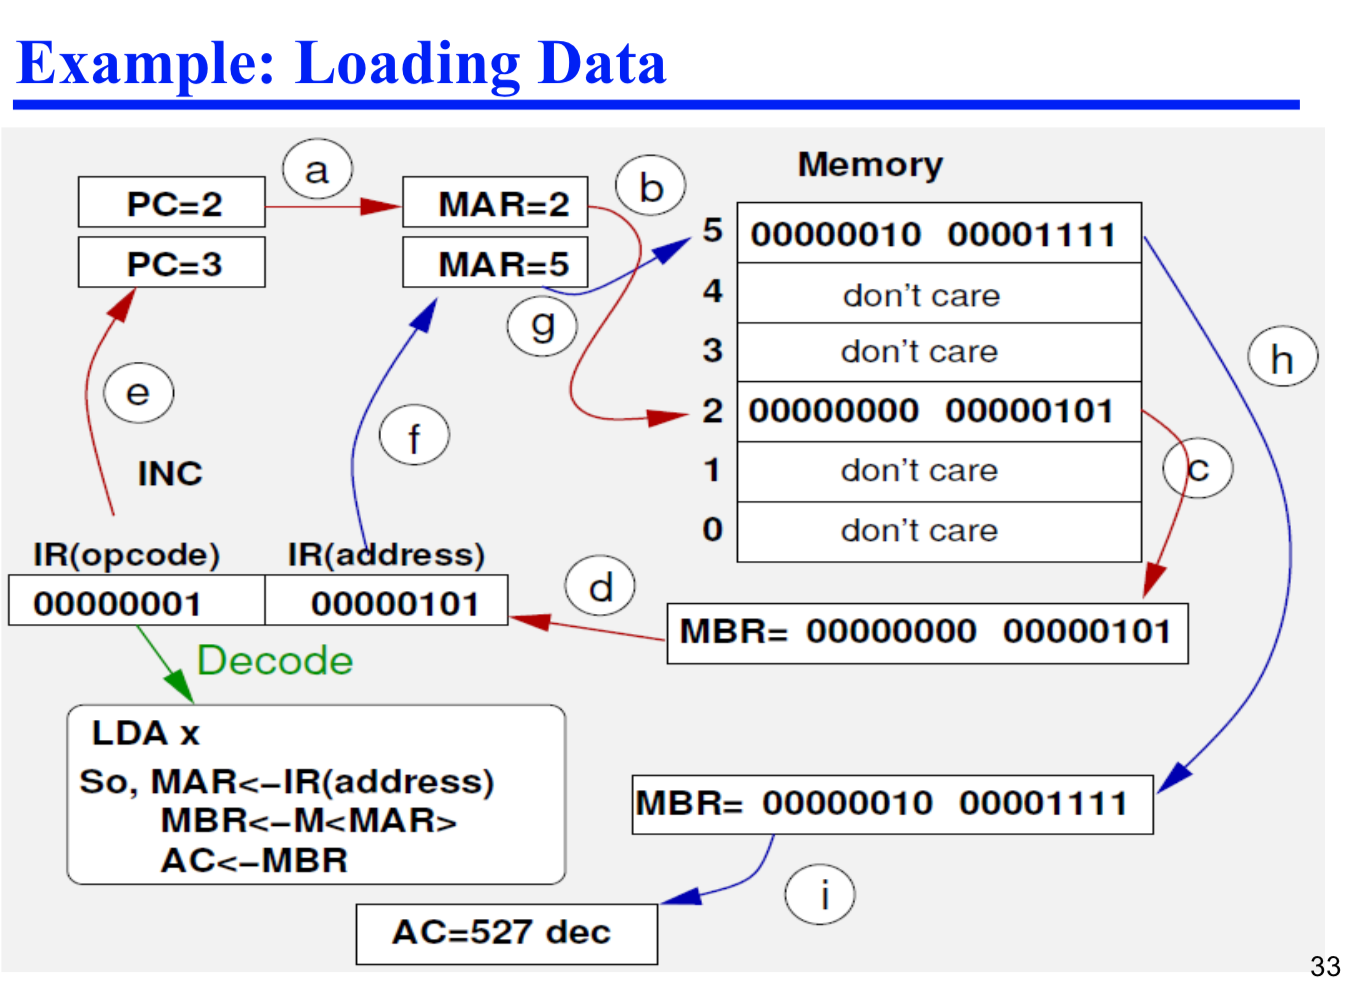 Example: Loading Data
a
b
Memory
PC=2
MAR=2
5 00000010 00001111
PC=3
MAR=5
4 don't care
g
3 don't care
h
e
2 00000000 00000101
f
INC
1 don't care
c
0 don't care
IR(opcode) IR(address)
00000001 00000101
d
MBR= 00000000 00000101
Decode
LDA x
So, MAR<–IR(address)
MBR<–M<MAR>
AC<–MBR
MBR= 00000010 00001111
i
AC=527 dec
33